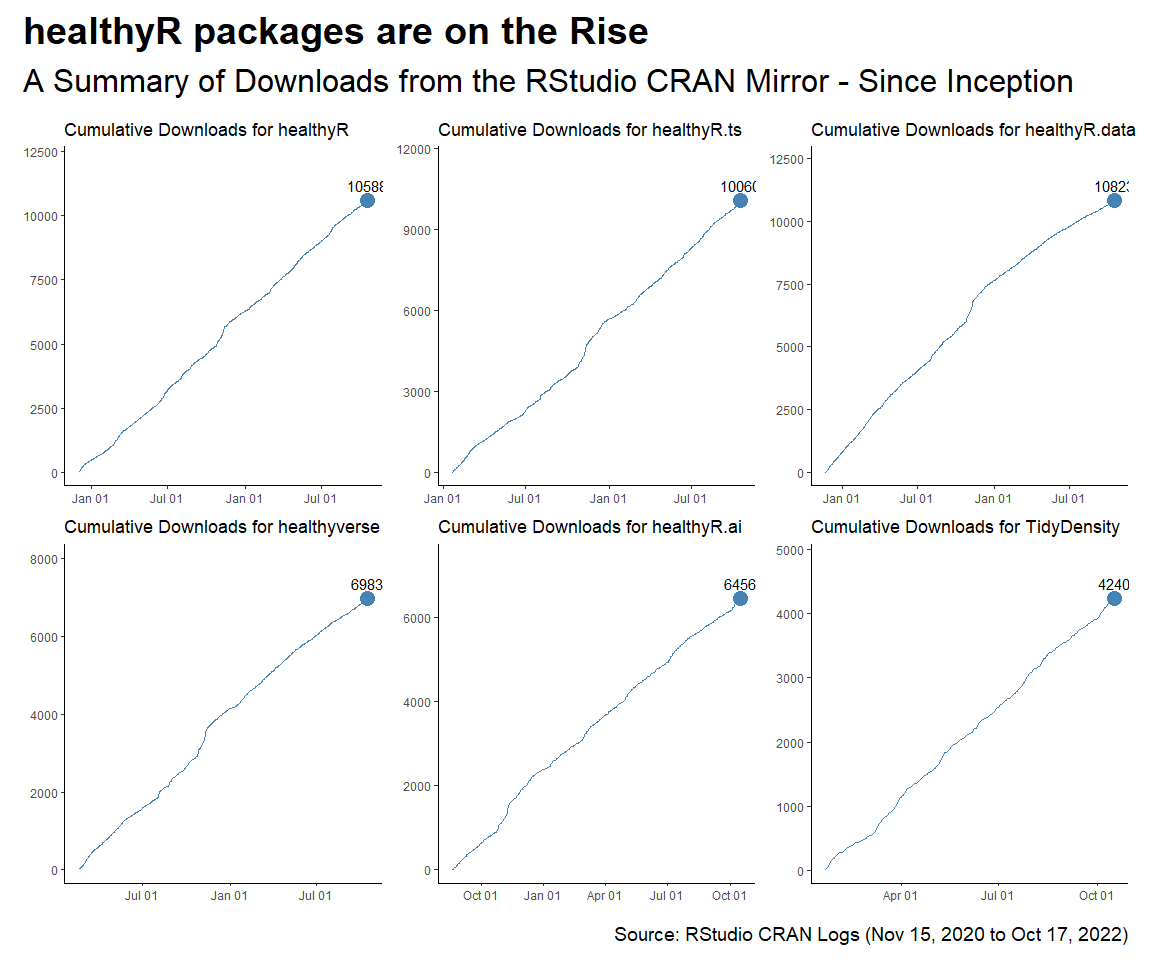 healthyR packages are on the Rise
A Summary of Downloads from the RStudio CRAN Mirror - Since Inception
Cumulative Downloads for healthyR
12500
10000
7500
5000
2500
0
10588
Jan 01 Jul 01 Jan 01 Jul 01
Cumulative Downloads for healthyR.ts
12000
9000
6000
3000
0
10060
Jan 01 Jul 01 Jan 01 Jul 01
Cumulative Downloads for healthyR.data
12500
10000
7500
5000
2500
0
10823
Jan 01 Jul 01 Jan 01 Jul 01
Cumulative Downloads for healthyverse
8000
6000
4000
2000
0
6983
Jul 01 Jan 01 Jul 01
Cumulative Downloads for healthyR.ai
6000
4000
2000
0
6456
Oct 01 Jan 01 Apr 01 Jul 01 Oct 01
Cumulative Downloads for TidyDensity
5000
4000
3000
2000
1000
0
4240
Apr 01 Jul 01 Oct 01
Source: RStudio CRAN Logs (Nov 15, 2020 to Oct 17, 2022)